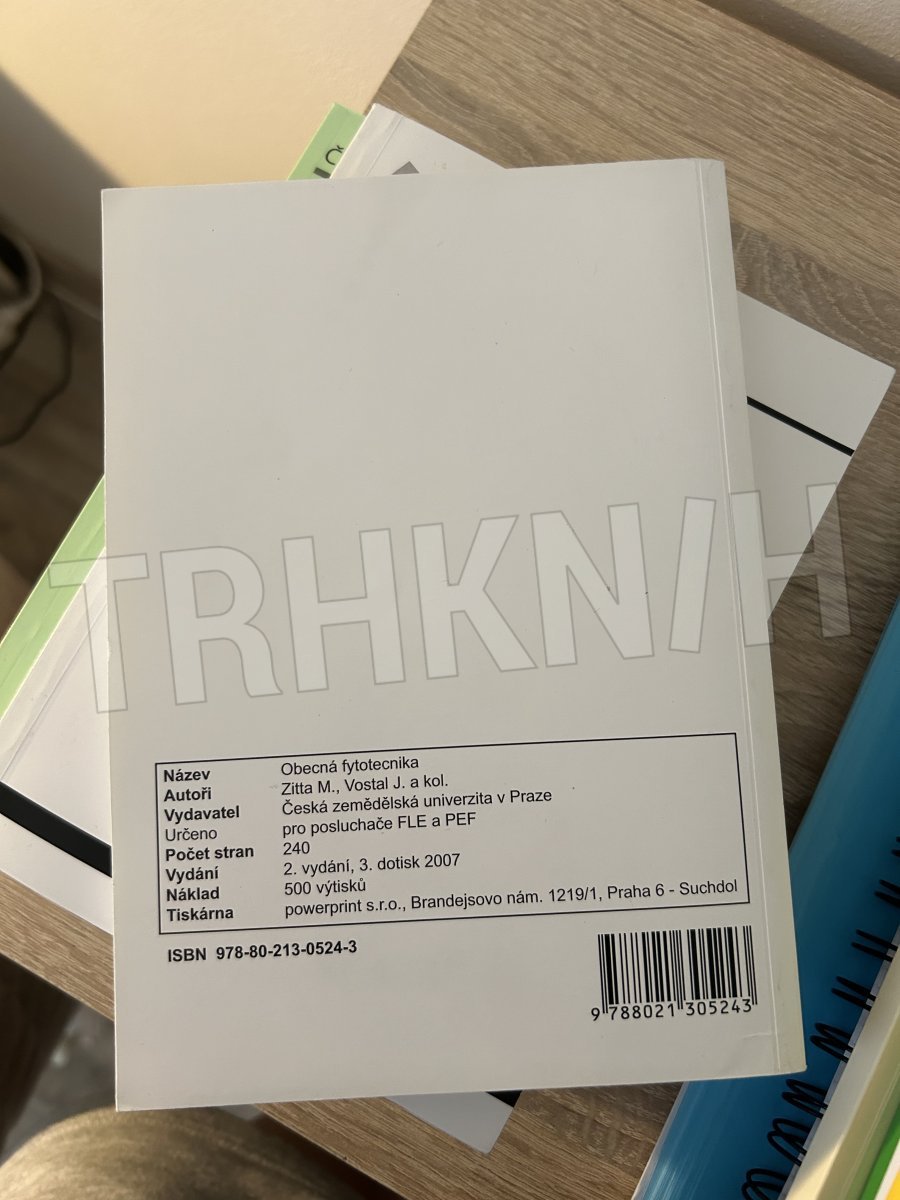 TRHKNIH
Název Obecná fytotecnika
Autoři Zitta M., Vostal J. a kol.
Vydavatel Česká zemědělská univerzita v Praze
Určeno pro posluchače FLE a PEF
Počet stran 240
Vydání 2. vydání, 3. dotisk 2007
Náklad 500 výtisků
Tiskárna powerprint s.r.o., Brandejsovo nám. 1219/1, Praha 6 - Suchdol
ISBN 978-80-213-0524-3
9 788021 305243